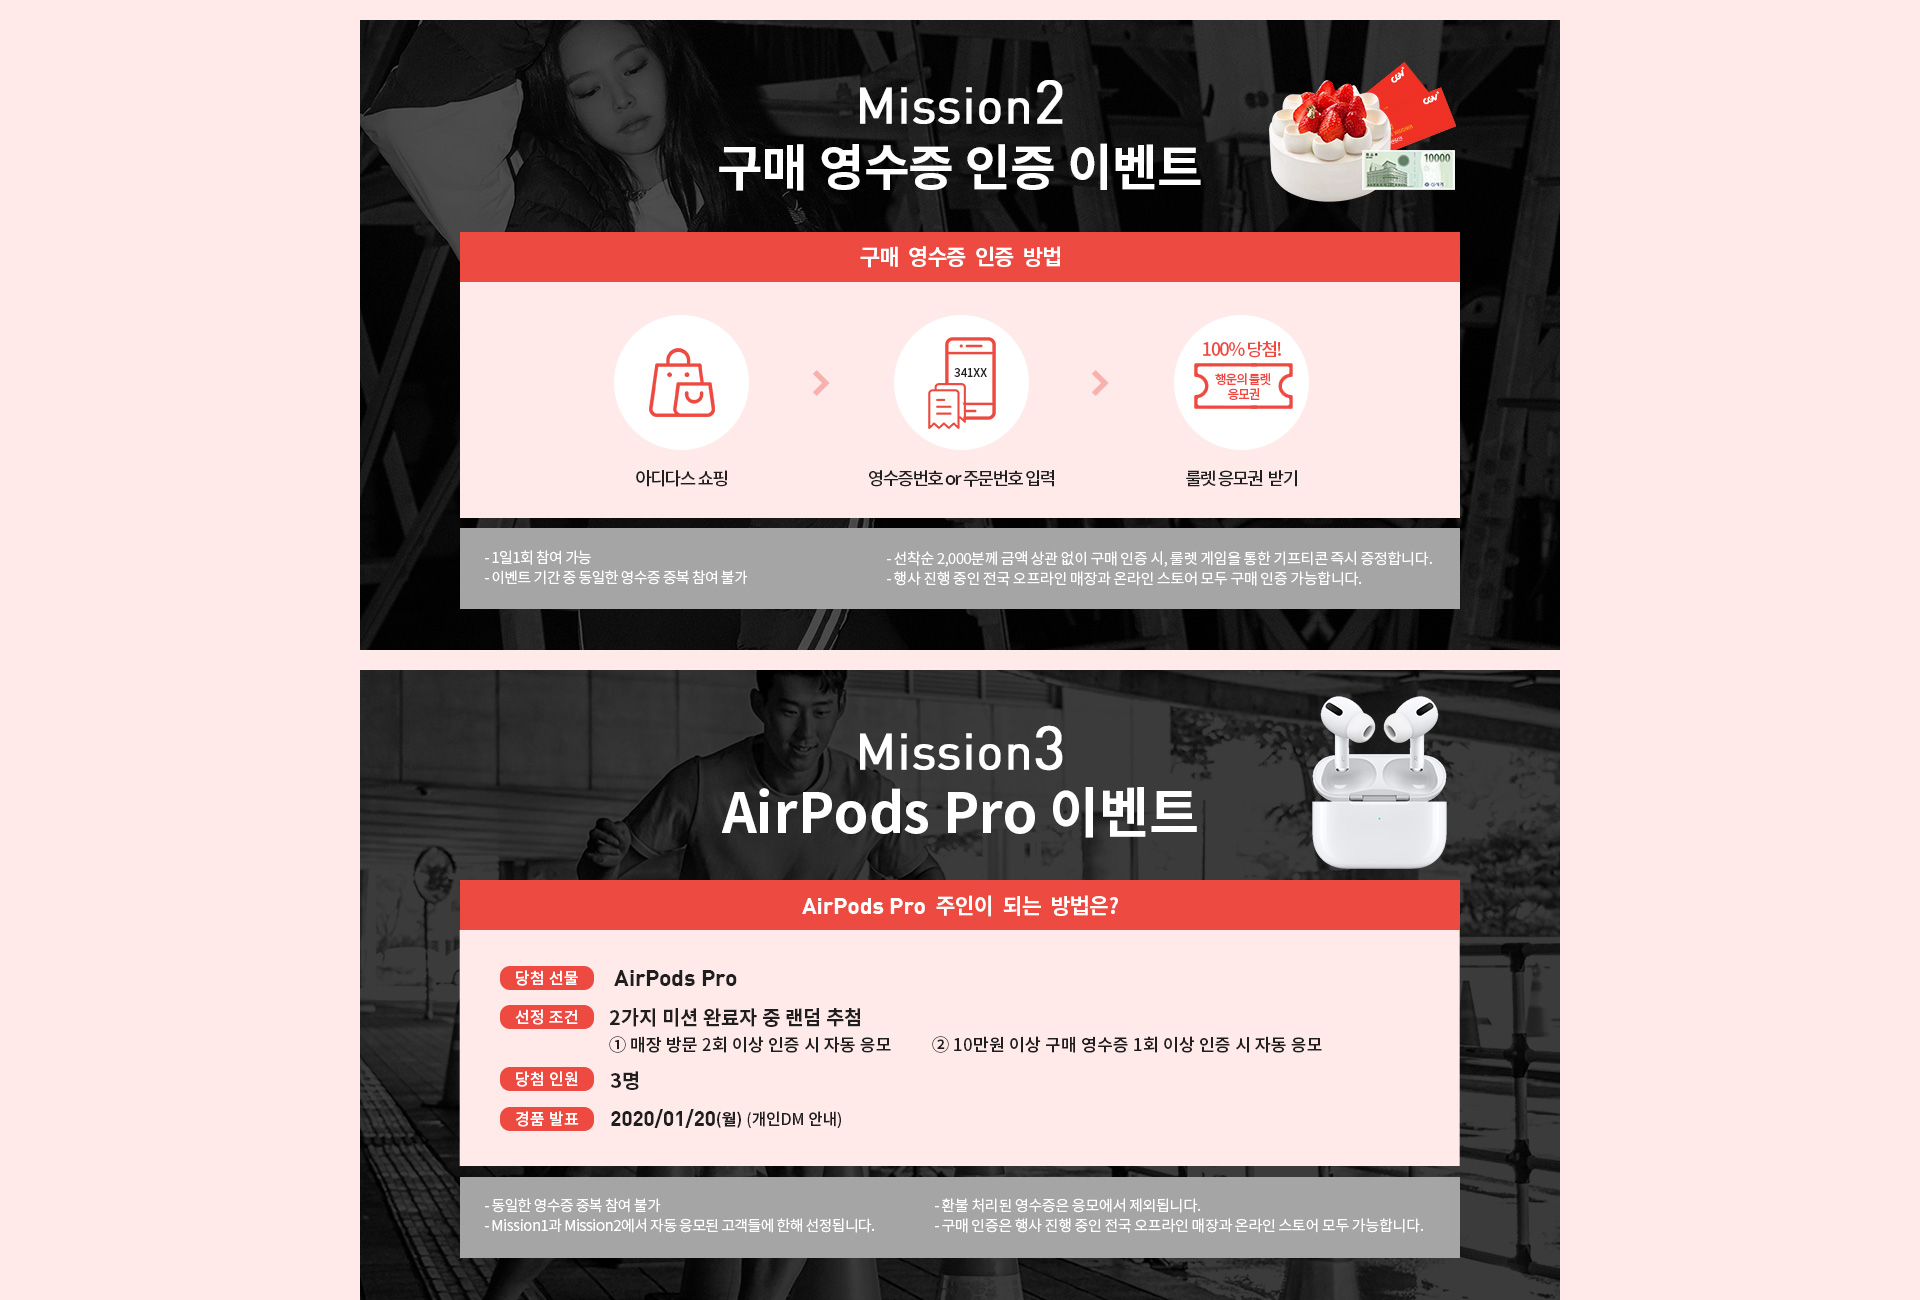 Mission2
구매 영수증 인증 이벤트
CGV
CGV
10000
구매 영수증 인증 방법
341XX
100% 당첨!
행운의 룰렛
응모권
아디다스 쇼핑
영수증번호 or 주문번호 입력
룰렛 응모권 받기
- 1일1회 참여 가능
- 이벤트 기간 중 동일한 영수증 중복 참여 불가
- 선착순 2,000분께 금액 상관 없이 구매 인증 시, 룰렛 게임을 통한 기프티콘 즉시 증정합니다.
- 행사 진행 중인 전국 오프라인 매장과 온라인 스토어 모두 구매 인증 가능합니다.
Mission3
AirPods Pro 이벤트
AirPods Pro 주인이 되는 방법은?
당첨 선물 AirPods Pro
선정 조건 2가지 미션 완료자 중 랜덤 추첨
① 매장 방문 2회 이상 인증 시 자동 응모 ② 10만원 이상 구매 영수증 1회 이상 인증 시 자동 응모
당첨 인원 3명
경품 발표 2020/01/20(월) (개인DM 안내)
- 동일한 영수증 중복 참여 불가
- Mission1과 Mission2에서 자동 응모된 고객들에 한해 선정됩니다.
- 환불 처리된 영수증은 응모에서 제외됩니다.
- 구매 인증은 행사 진행 중인 전국 오프라인 매장과 온라인 스토어 모두 가능합니다.